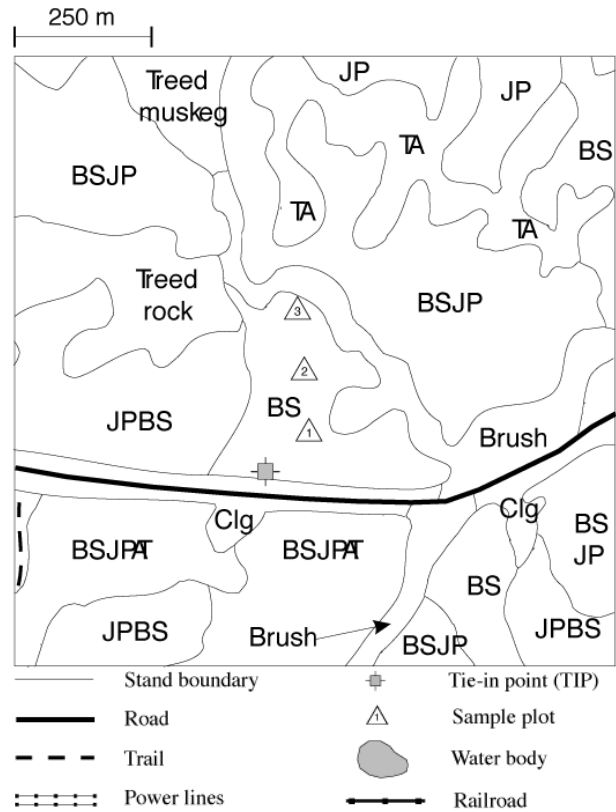 250 m
Treed
muskeg
JP
JP
TA
BS
BSJP
TA
TA
Treed
rock
BSJP
3
2
BS
JPBS
1
Brush
Clg
Clg
BS
JP
BSJPAT
BSJPAT
BS
JPBS
Brush
BSJP
JPBS
Stand boundary
Tie-in point (TIP)
Road
1
Sample plot
Trail
Water body
Power lines
Railroad